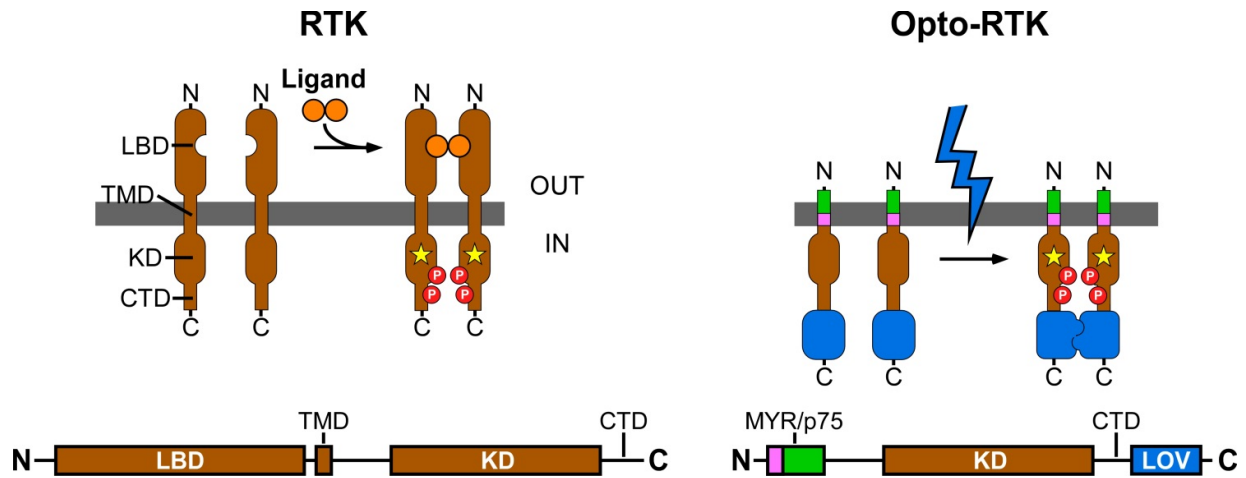 RTK
Opto-RTK
Ligand
N N N N
LBD
TMD
KD
CTD
OUT
IN
P P
P P
C C C C
N N N N
P P
P P
C C C C
TMD
CTD
N LBD KD C
MYR/p75
CTD
N KD LOV C